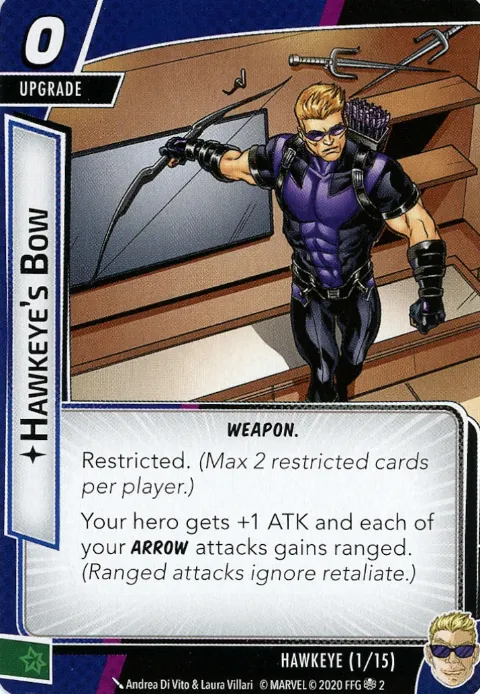 0
UPGRADE
HAWKEYE'S BOW
WEAPON.
Restricted. (Max 2 restricted cards
per player.)
Your hero gets +1 ATK and each of
your ARROW attacks gains ranged.
(Ranged attacks ignore retaliate.)
HAWKEYE (1/15)
Andrea Di Vito & Laura Villari © MARVEL © 2020 FFG 2